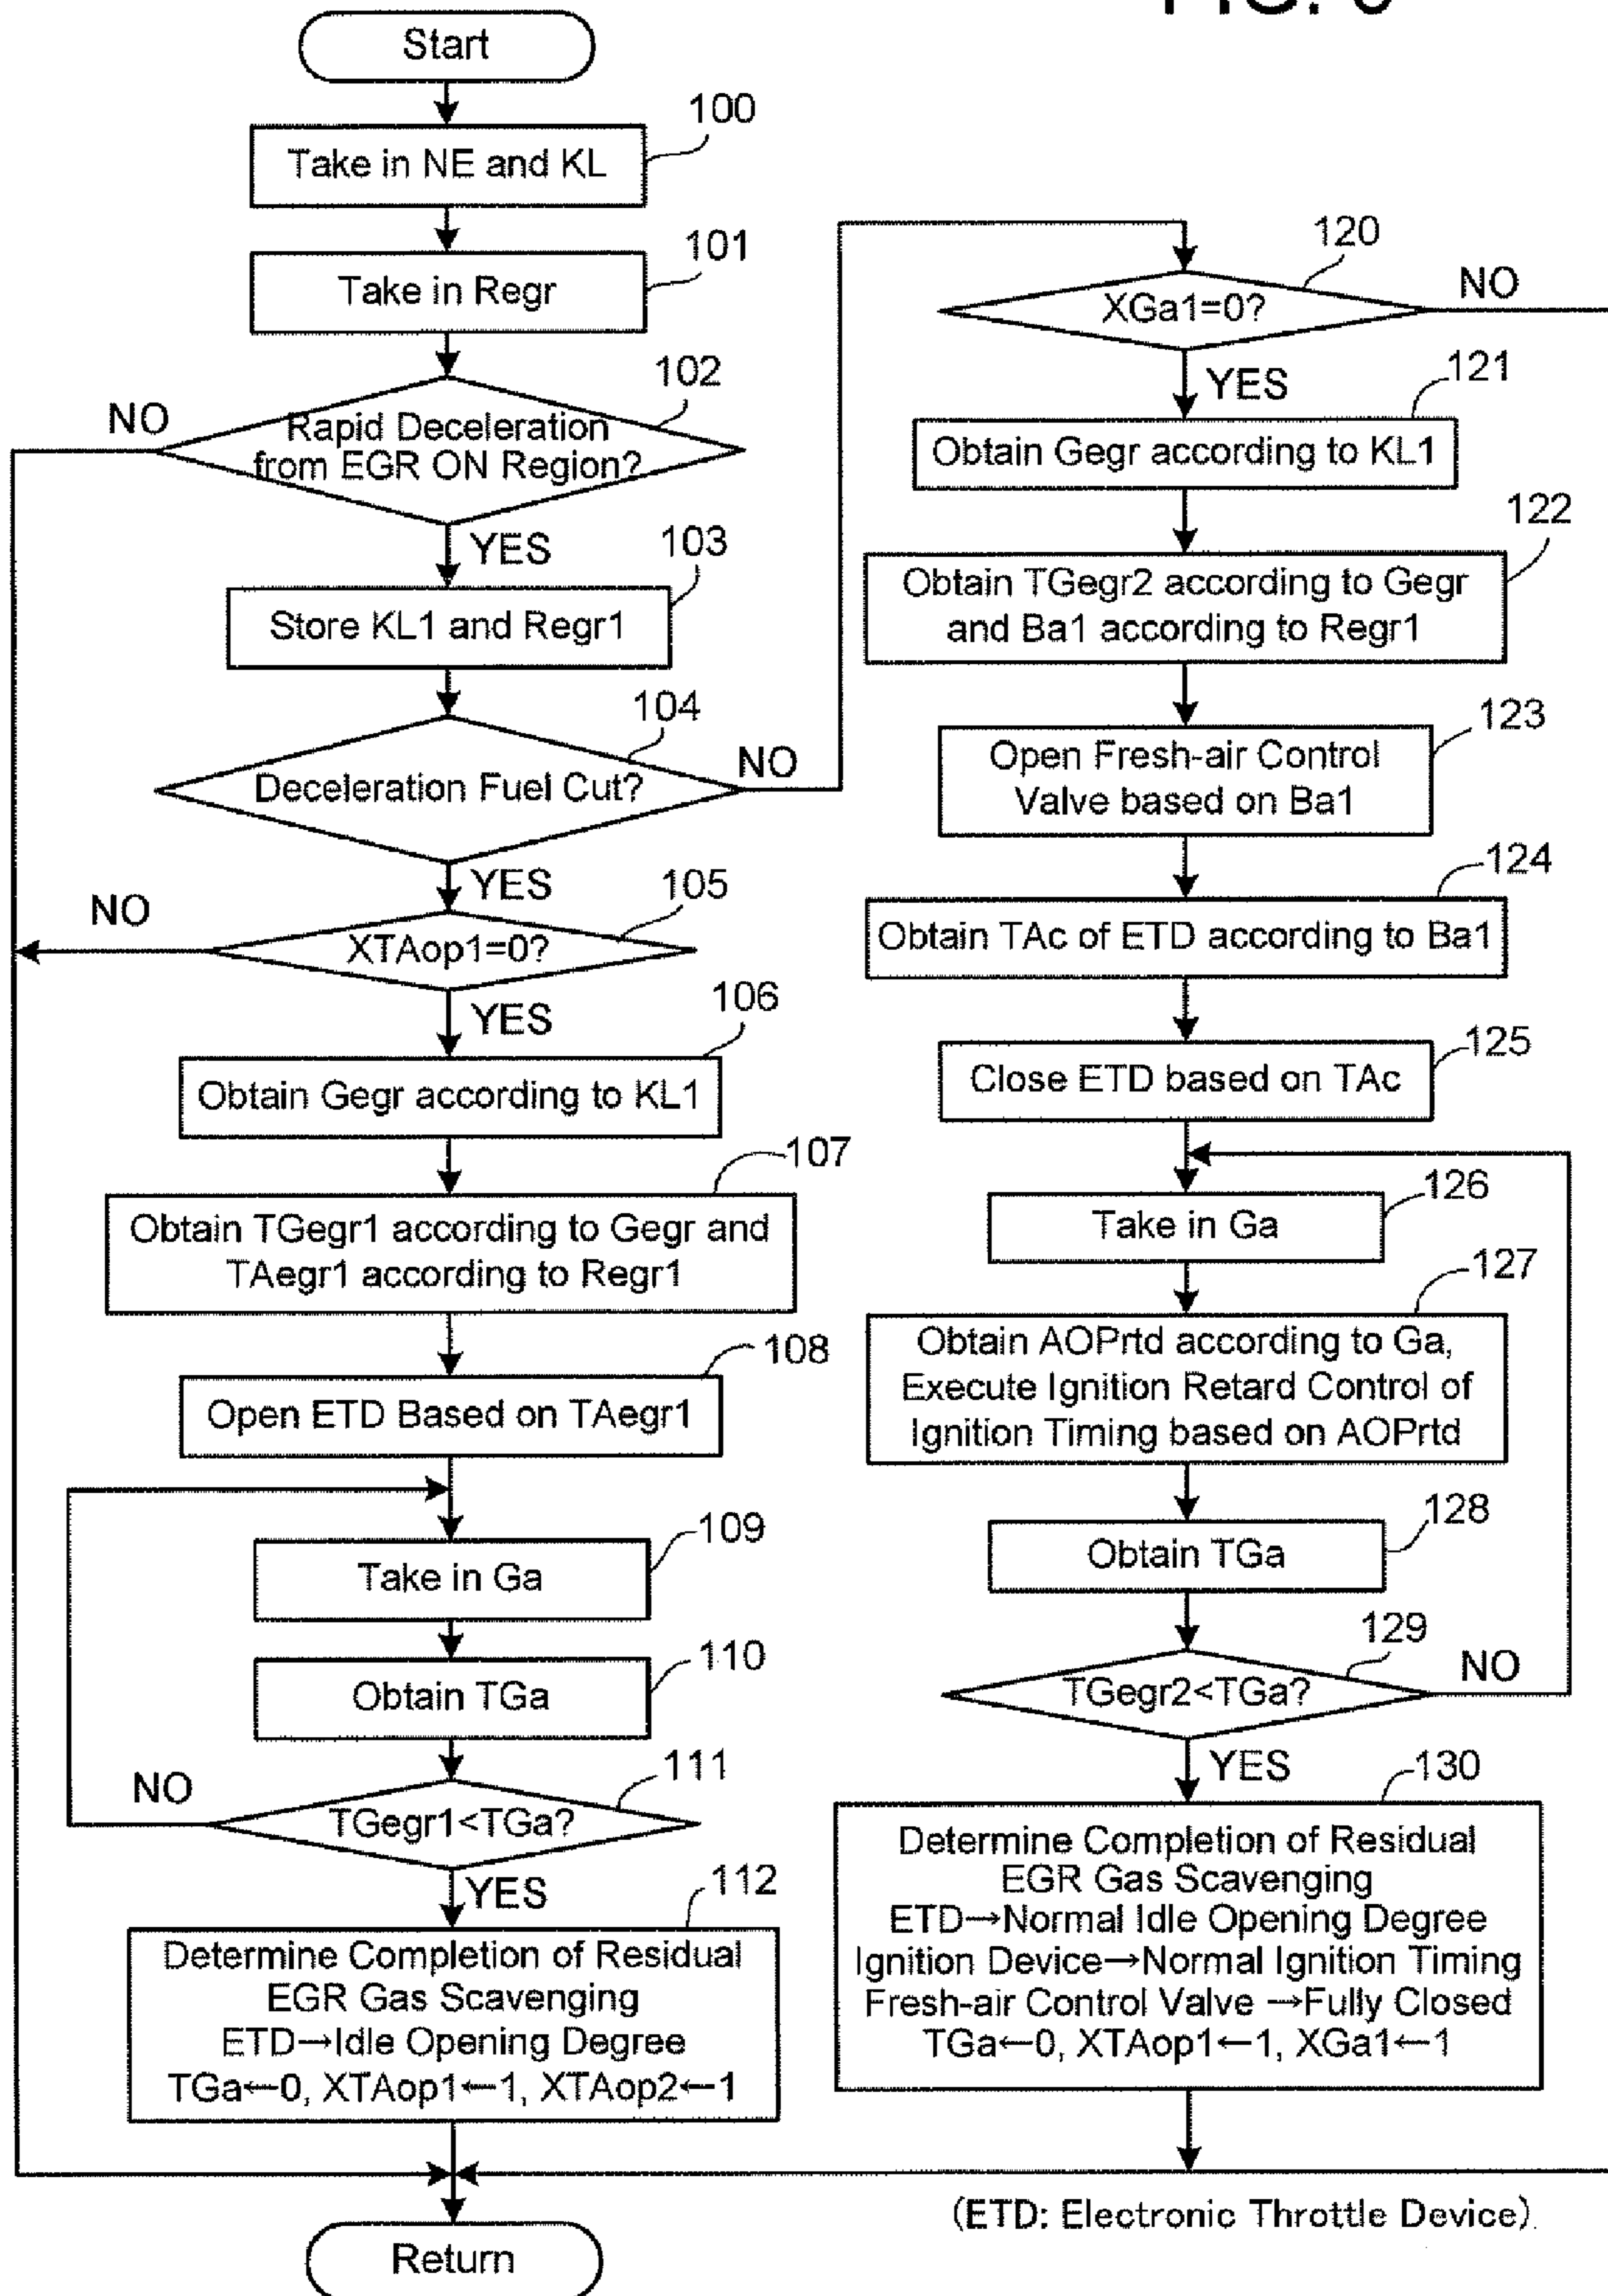 Start
100
Take in NE and KL
101
Take in Regr
102
NO
Rapid Deceleration
from EGR ON Region?
YES
103
Store KL1 and Regr1
104
NO
Deceleration Fuel Cut?
YES
105
NO
XTAop1=0?
YES
106
Obtain Gegr according to KL1
107
Obtain TGegr1 according to Gegr and
TAegr1 according to Regr1
108
Open ETD Based on TAegr1
109
Take in Ga
110
Obtain TGa
111
NO
TGegr1<TGa?
YES
112
Determine Completion of Residual
EGR Gas Scavenging
ETD→Idle Opening Degree
TGa←0, XTAop1←1, XTAop2←1
Return
120
NO
XGa1=0?
YES
121
Obtain Gegr according to KL1
122
Obtain TGegr2 according to Gegr
and Ba1 according to Regr1
123
Open Fresh-air Control
Valve based on Ba1
124
Obtain TAc of ETD according to Ba1
125
Close ETD based on TAc
126
Take in Ga
127
Obtain AOPrtd according to Ga,
Execute Ignition Retard Control of
Ignition Timing based on AOPrtd
128
Obtain TGa
129
NO
TGegr2<TGa?
YES
130
Determine Completion of Residual
EGR Gas Scavenging
ETD→Normal Idle Opening Degree
Ignition Device→Normal Ignition Timing
Fresh-air Control Valve →Fully Closed
TGa←0, XTAop1←1, XGa1←1
(ETD: Electronic Throttle Device)